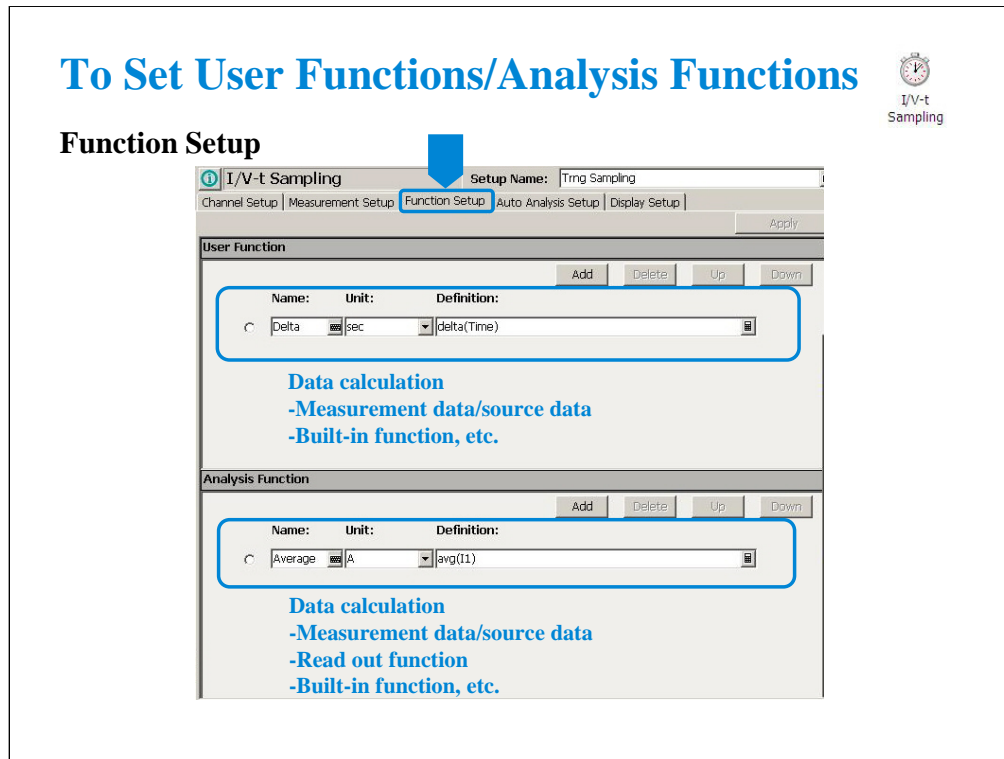 To Set User Functions/Analysis Functions
I/V-t
Sampling
Function Setup
I/V-t Sampling
Setup Name:
Trng Sampling
Channel Setup
Measurement Setup
Function Setup
Auto Analysis Setup
Display Setup
Apply
User Function
Add
Delete
Up
Down
Name:
Unit:
Definition:
Delta
sec
delta(Time)
Data calculation
-Measurement data/source data
-Built-in function, etc.
Analysis Function
Add
Delete
Up
Down
Name:
Unit:
Definition:
Average
A
avg(I1)
Data calculation
-Measurement data/source data
-Read out function
-Built-in function, etc.